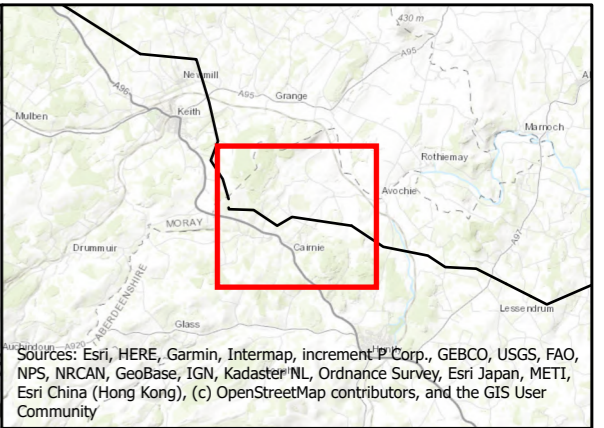 430 m
A95
A96
Newmill
A95
Grange
Mulben
Keith
Marnoch
Rothiemay
Avochie
MORAY
A97
Drummuir
Cairnie
ABERDEENSHIRE
Glass
Lessendrum
A920
Sources: Esri, HERE, Garmin, Intermap, increment P Corp., GEBCO, USGS, FAO,
NPS, NRCAN, GeoBase, IGN, Kadaster NL, Ordnance Survey, Esri Japan, METI,
Esri China (Hong Kong), (c) OpenStreetMap contributors, and the GIS User
Community